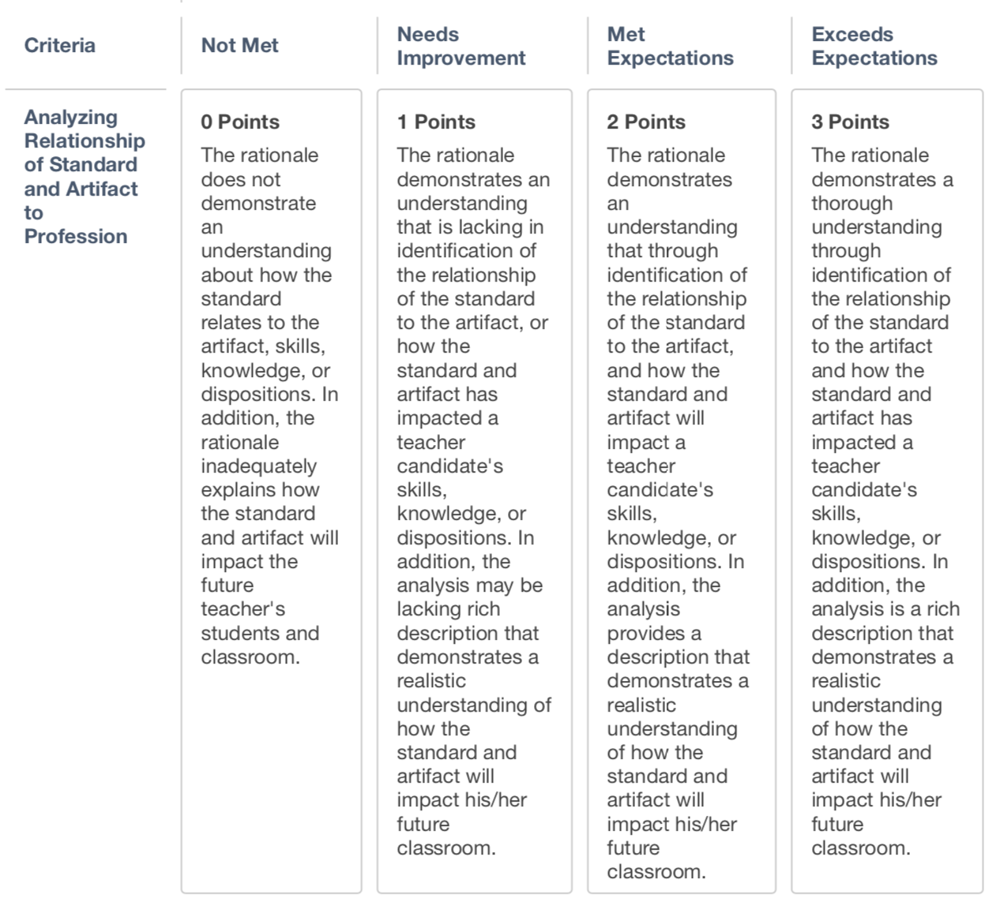 Criteria
Not Met
Needs
Improvement
Met
Expectations
Exceeds
Expectations
Analyzing
Relationship
of Standard
and Artifact
to
Profession
0 Points
The rationale
does not
demonstrate
an
understanding
about how the
standard
relates to the
artifact, skills,
knowledge, or
dispositions. In
addition, the
rationale
inadequately
explains how
the standard
and artifact will
impact the
future
teacher's
students and
classroom.
1 Points
The rationale
demonstrates an
understanding
that is lacking in
identification of
the relationship
of the standard
to the artifact, or
how the
standard and
artifact has
impacted a
teacher
candidate's
skills,
knowledge, or
dispositions. In
addition, the
analysis may be
lacking rich
description that
demonstrates a
realistic
understanding of
how the
standard and
artifact will
impact his/her
future
classroom.
2 Points
The rationale
demonstrates
an
understanding
that through
identification of
the relationship
of the standard
to the artifact,
and how the
standard and
artifact will
impact a
teacher
candidate's
skills,
knowledge, or
dispositions. In
addition, the
analysis
provides a
description that
demonstrates a
realistic
understanding
of how the
standard and
artifact will
impact his/her
future
classroom.
3 Points
The rationale
demonstrates a
thorough
understanding
through
identification of
the relationship
of the standard
to the artifact
and how the
standard and
artifact has
impacted a
teacher
candidate's
skills,
knowledge, or
dispositions. In
addition, the
analysis is a rich
description that
demonstrates a
realistic
understanding
of how the
standard and
artifact will
impact his/her
future
classroom.